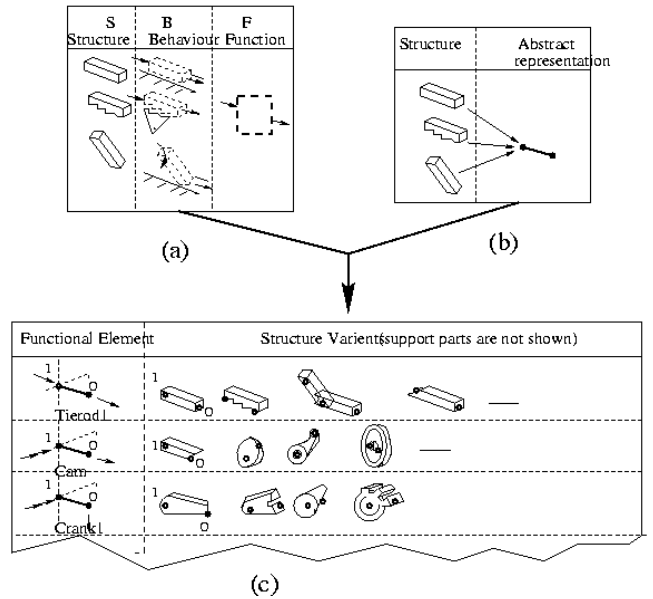 S B F
Structure Behaviour Function
(a)
Structure Abstract
representation
(b)
Functional Element Structure Varient(support parts are not shown)
1 O 1 O
Tierod1
1 O 1 O
Cam
1 O 1 O
Crank1
(c)